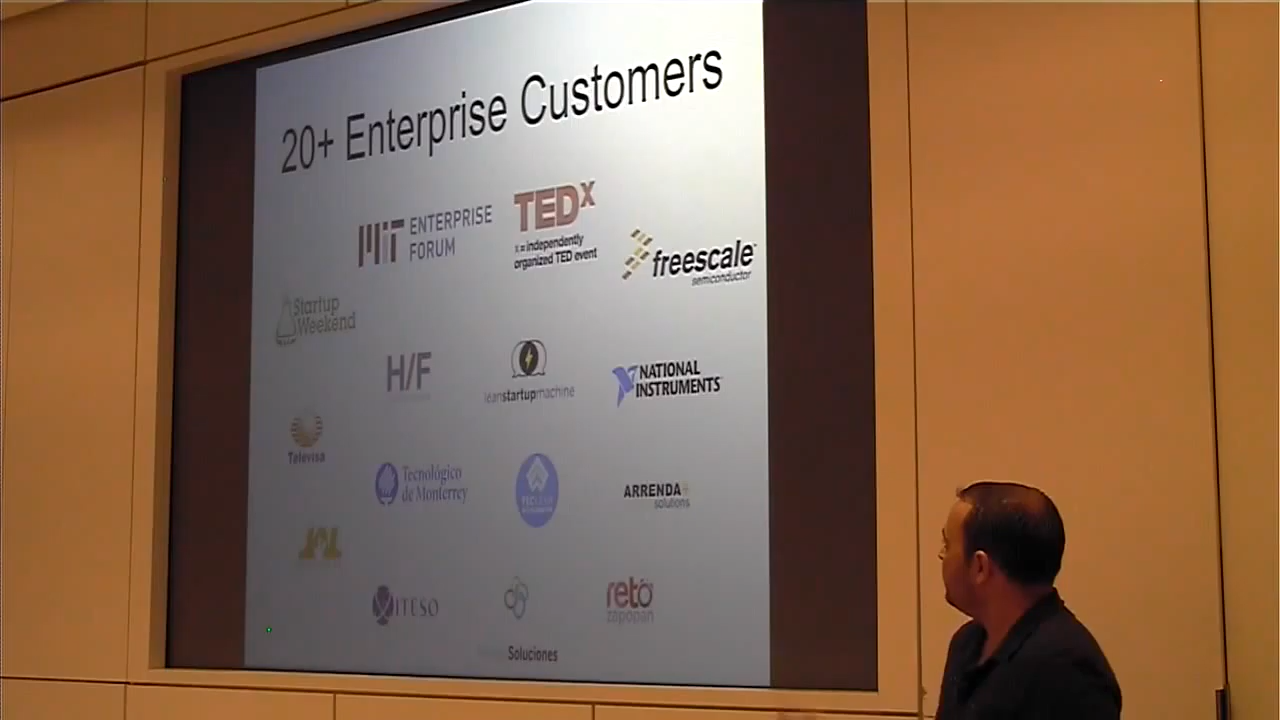 20+ Enterprise Customers
MIT ENTERPRISE
FORUM
TEDx
x = independently
organized TED event
freescale
semiconductor
Startup
Weekend
H/F
leanstartupmachine
NATIONAL
INSTRUMENTS
Televisa
Tecnológico
de Monterrey
ARRENDA+
solutions
ITESO
reto
zapopan
Soluciones